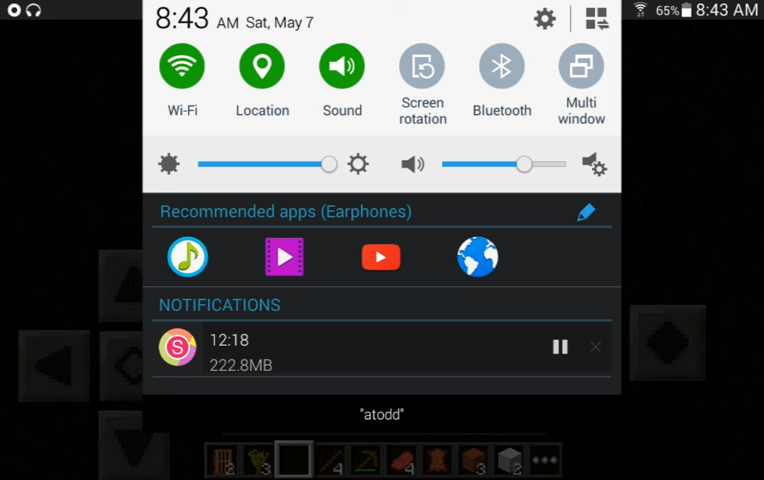 8:43 AM Sat, May 7
65% 8:43 AM
Wi-Fi
Location
Sound
Screen
rotation
Bluetooth
Multi
window
Recommended apps (Earphones)
NOTIFICATIONS
S
12:18
222.8MB
"atodd"
2 3 4 4 3 2